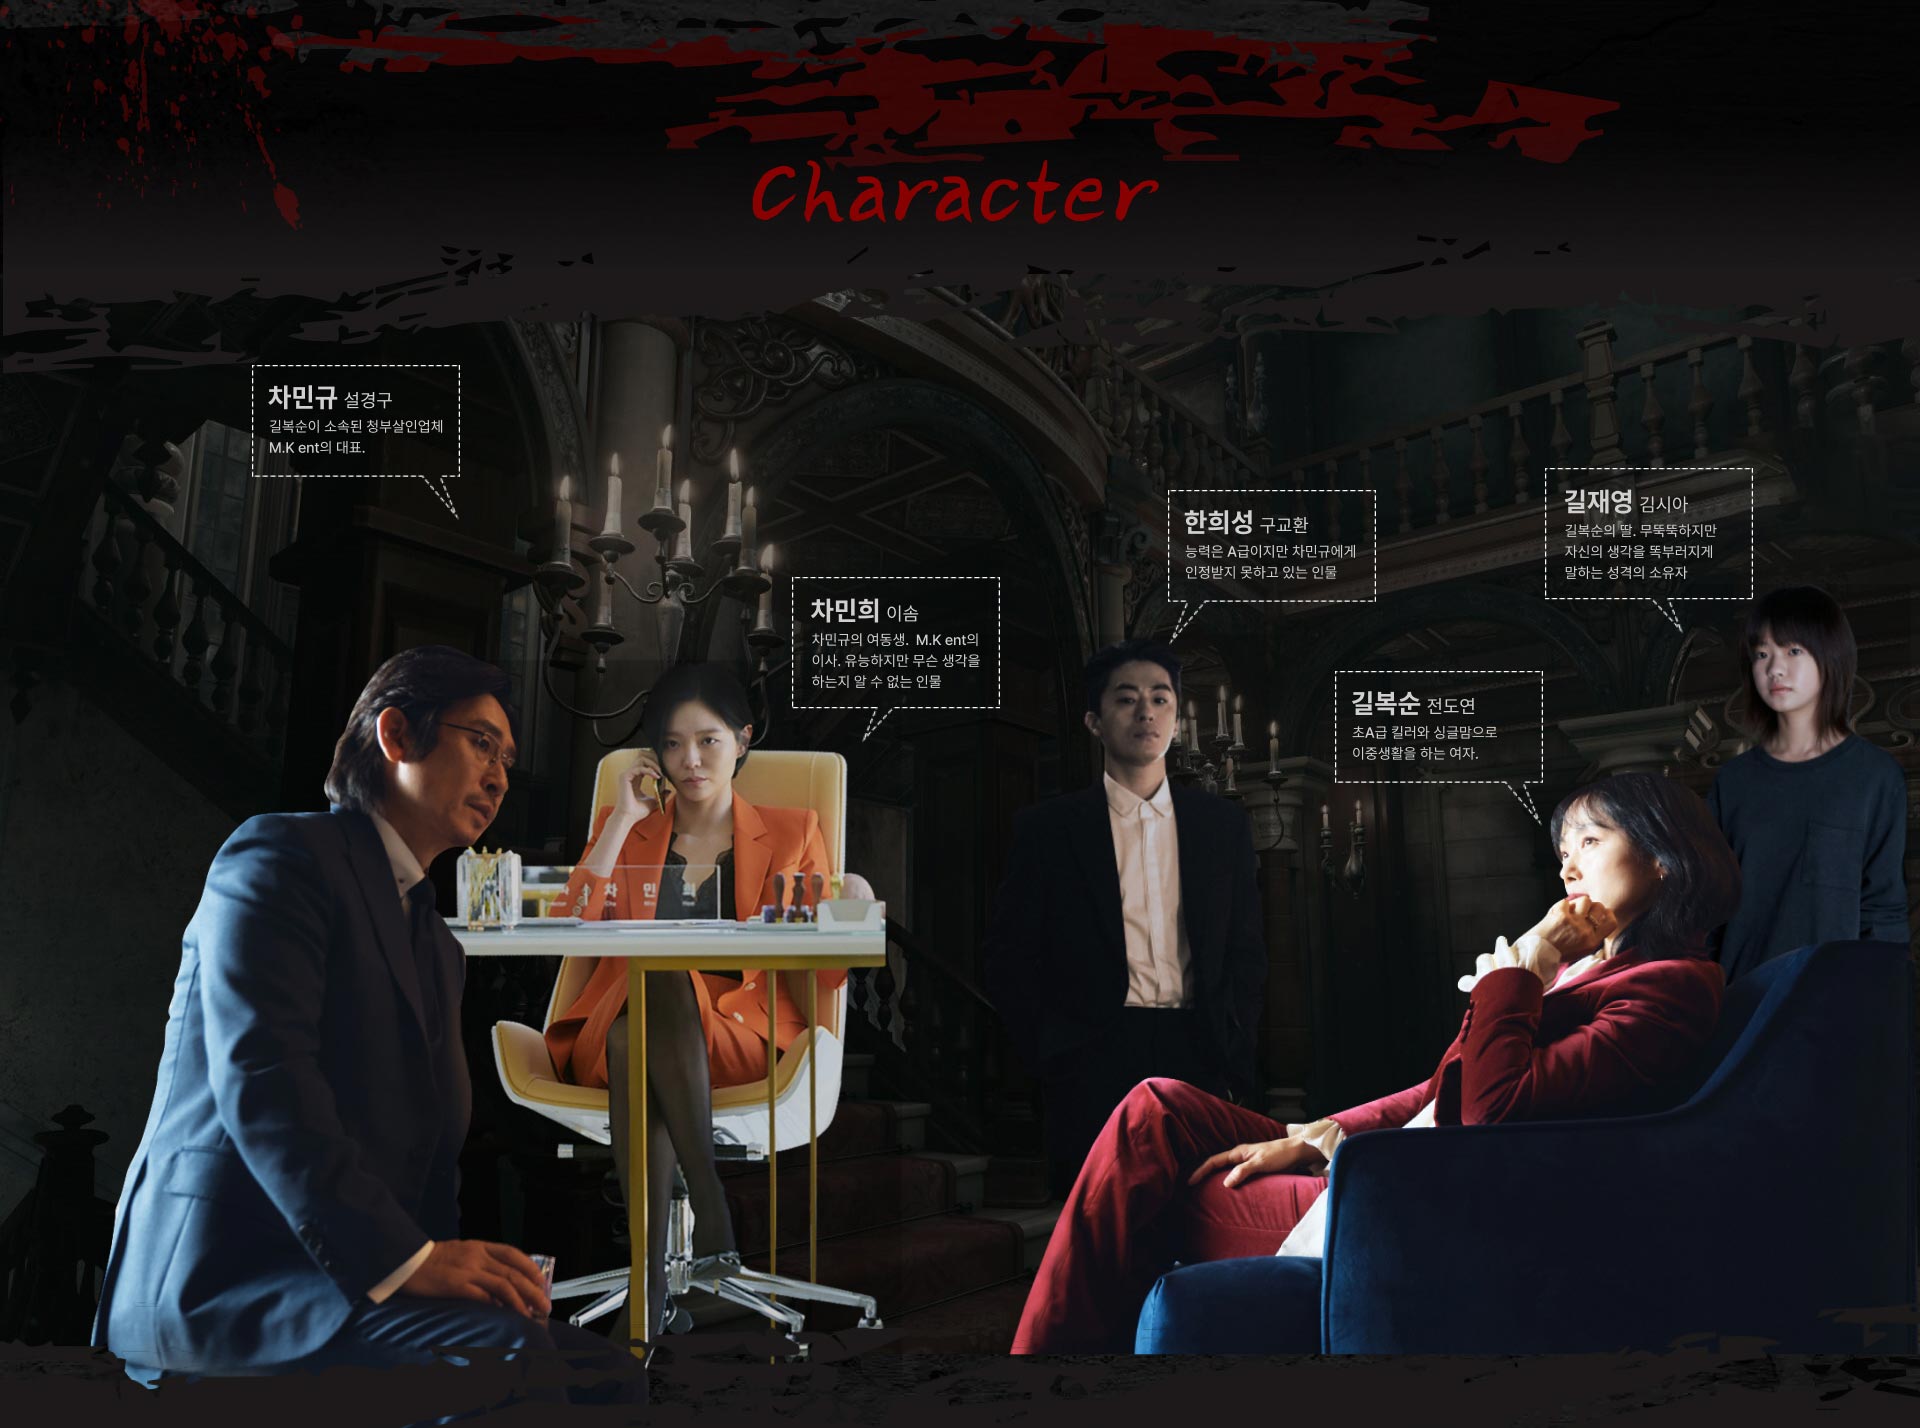 Character
차민규 설경구
길복순이 소속된 청부살인업체
M.K ent의 대표.
차민희 이솜
차민규의 여동생. M.K ent의
이사. 유능하지만 무슨 생각을
하는지 알 수 없는 인물
한희성 구교환
능력은 A급이지만 차민규에게
인정받지 못하고 있는 인물
길복순 전도연
초A급 킬러와 싱글맘으로
이중생활을 하는 여자.
길재영 김시아
길복순의 딸. 무뚝뚝하지만
자신의 생각을 똑부러지게
말하는 성격의 소유자
차 민 희